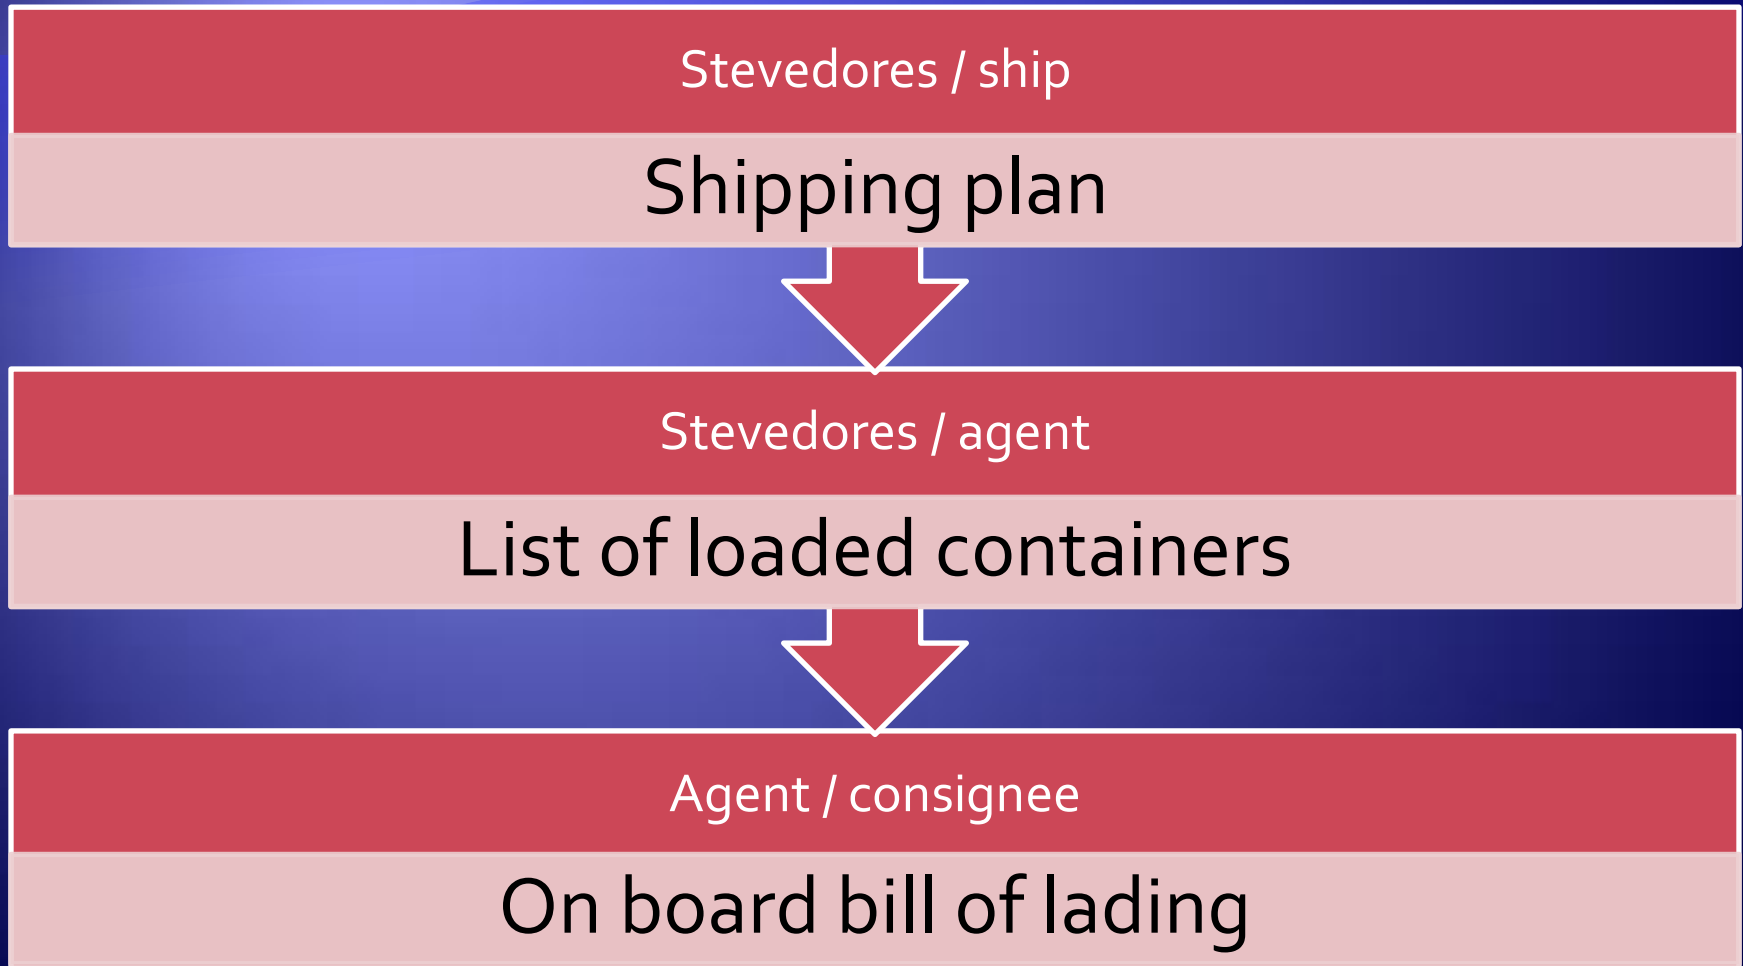 Stevedores / ship
Shipping plan
Stevedores / agent
List of loaded containers
Agent / consignee
On board bill of lading